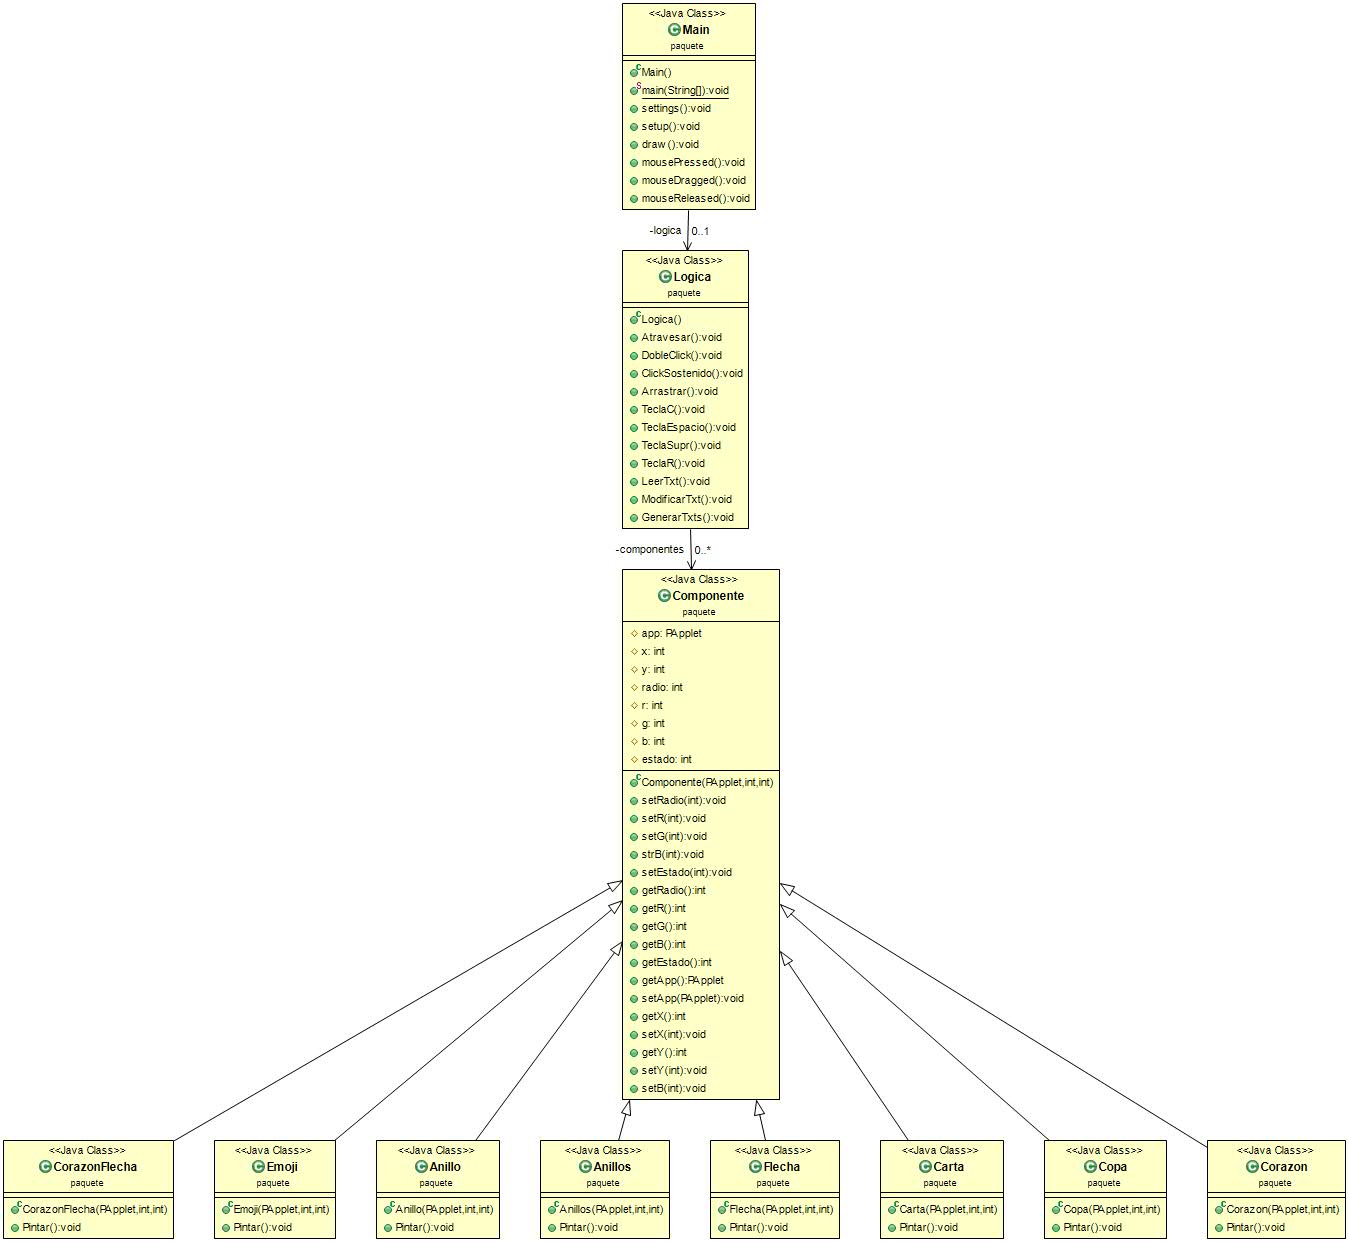 <<Java Class>>
Main
paquete
Main()
main(String[]):void
settings():void
setup():void
draw():void
mousePressed():void
mouseDragged():void
mouseReleased():void
-logica 0..1
<<Java Class>>
Logica
paquete
Logica()
Atravesar():void
DobleClick():void
ClickSostenido():void
Arrastrar():void
TeclaC():void
TeclaEspacio():void
TeclaSupr():void
TeclaR():void
LeerTxt():void
ModificarTxt():void
GenerarTxts():void
-componentes 0..*
<<Java Class>>
Componente
paquete
app: PApplet
x: int
y: int
radio: int
r: int
g: int
b: int
estado: int
Componente(PApplet,int,int)
setRadio(int):void
setR(int):void
setG(int):void
strB(int):void
setEstado(int):void
getRadio():int
getR():int
getG():int
getB():int
getEstado():int
getApp():PApplet
setApp(PApplet):void
getX():int
setX(int):void
getY():int
setY(int):void
setB(int):void
<<Java Class>>
CorazonFlecha
paquete
CorazonFlecha(PApplet,int,int)
Pintar():void
<<Java Class>>
Emoji
paquete
Emoji(PApplet,int,int)
Pintar():void
<<Java Class>>
Anillo
paquete
Anillo(PApplet,int,int)
Pintar():void
<<Java Class>>
Anillos
paquete
Anillos(PApplet,int,int)
Pintar():void
<<Java Class>>
Flecha
paquete
Flecha(PApplet,int,int)
Pintar():void
<<Java Class>>
Carta
paquete
Carta(PApplet,int,int)
Pintar():void
<<Java Class>>
Copa
paquete
Copa(PApplet,int,int)
Pintar():void
<<Java Class>>
Corazon
paquete
Corazon(PApplet,int,int)
Pintar():void